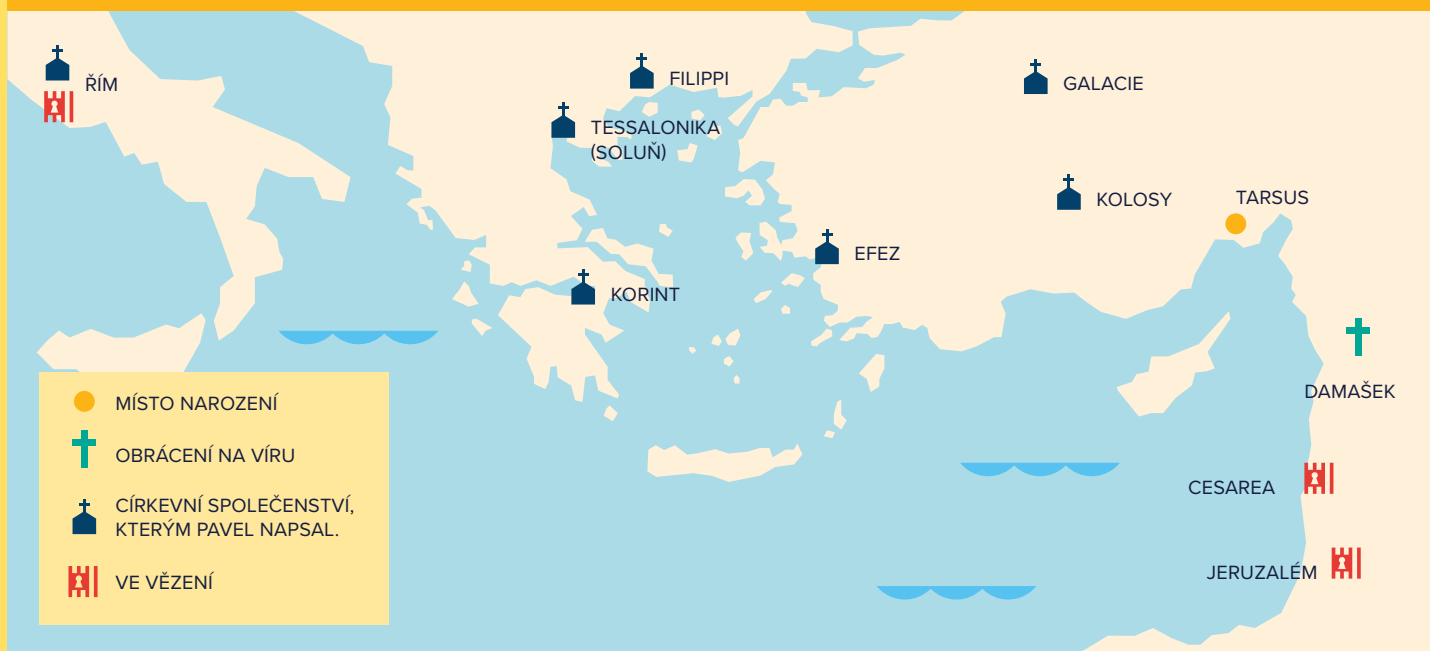 ŘÍM
FILIPPI
GALACIE
TESSALONIKA
(SOLUŇ)
KOLOSY
TARSUS
EFEZ
KORINT
DAMAŠEK
CESAREA
JERUZALÉM
MÍSTO NAROZENÍ
OBRÁCENÍ NA VÍRU
CÍRKEVNÍ SPOLEČENSTVÍ,
KTERÝM PAVEL NAPSAL.
VE VĚZENÍ